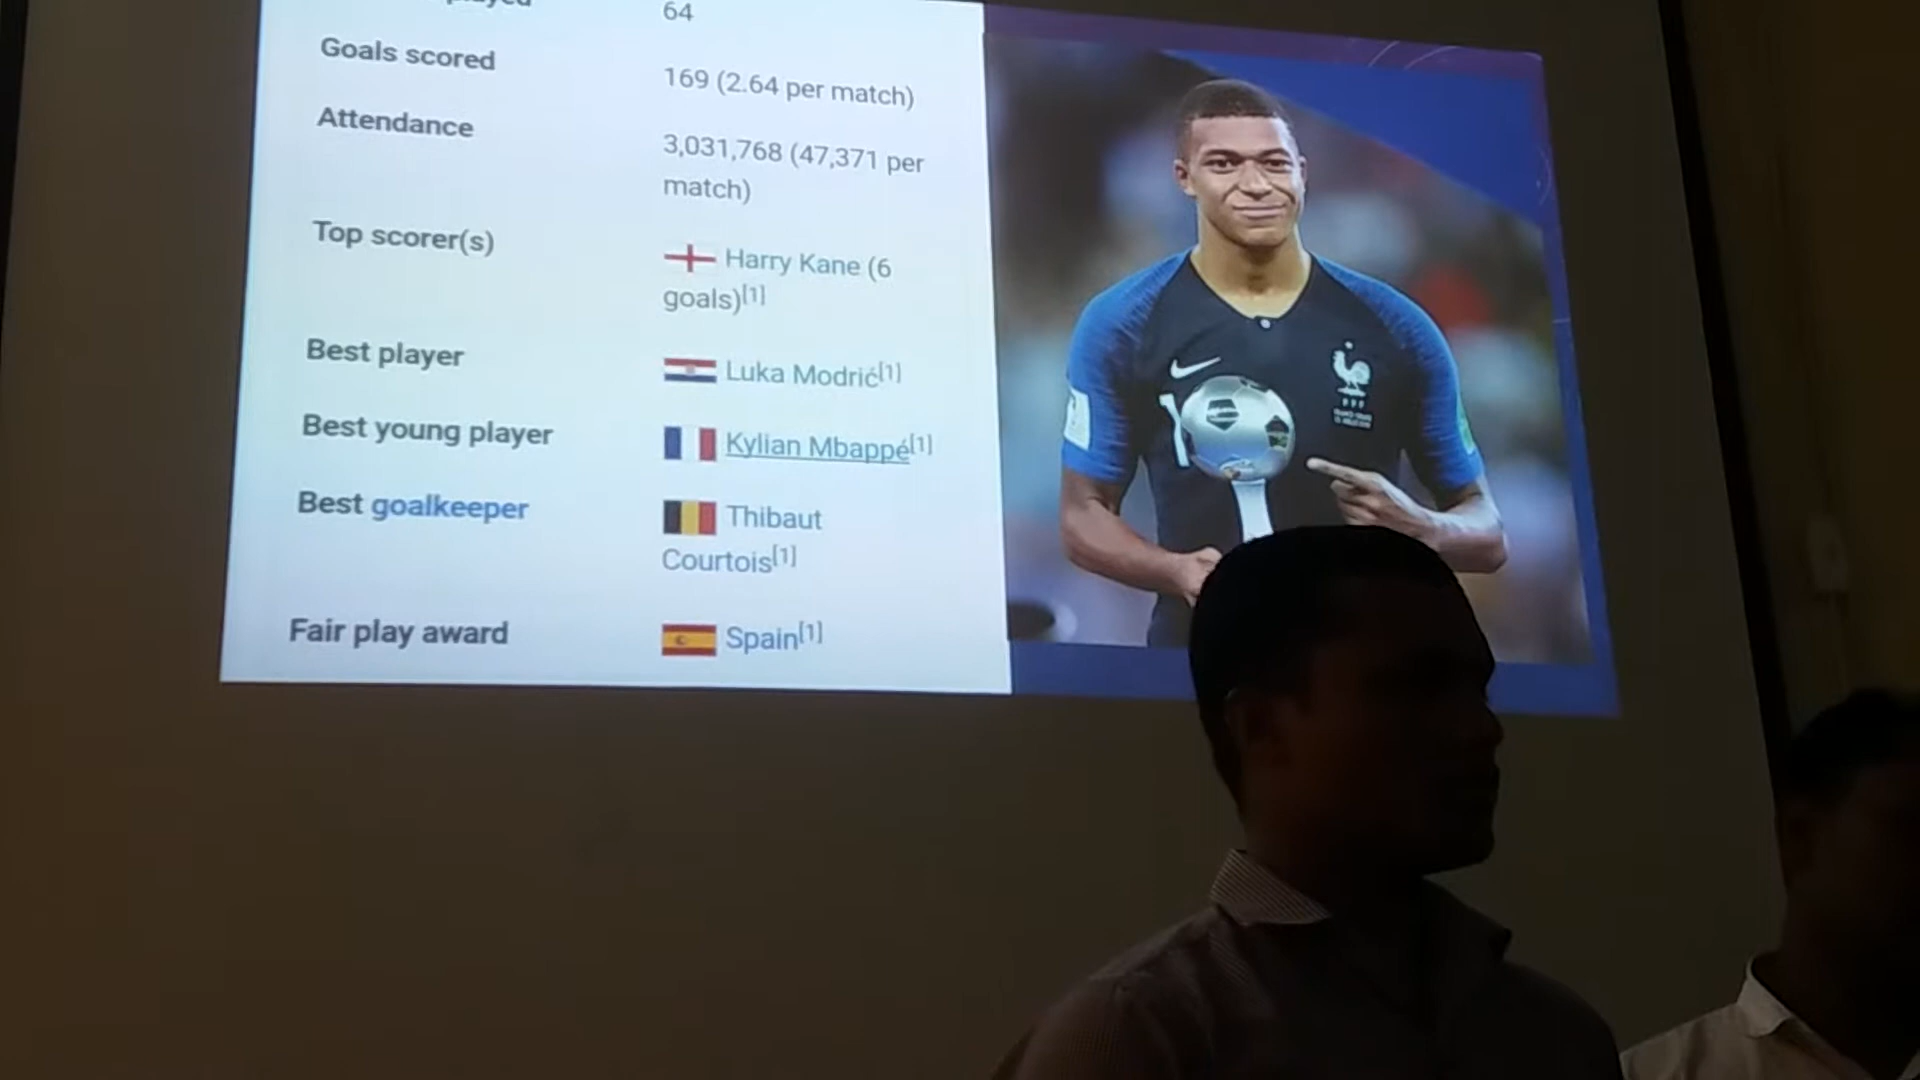 64
Goals scored
169 (2.64 per match)
Attendance
3,031,768 (47,371 per
match)
Top scorer(s)
Harry Kane (6
goals)[1]
Best player
Luka Modrić[1]
Best young player
Kylian Mbappé[1]
Best goalkeeper
Thibaut
Courtois[1]
Fair play award
Spain[1]